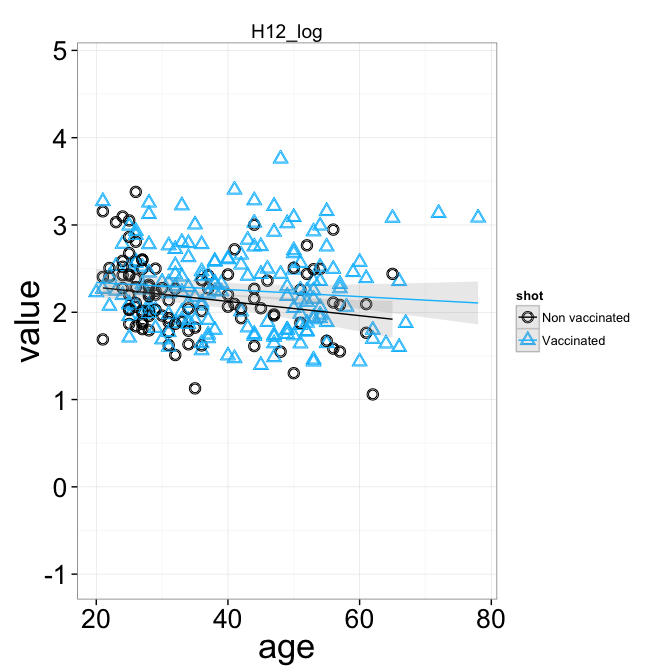 H12_log
5
4
3
2
1
0
-1
value
20 40 60 80
age
shot
Non vaccinated
Vaccinated